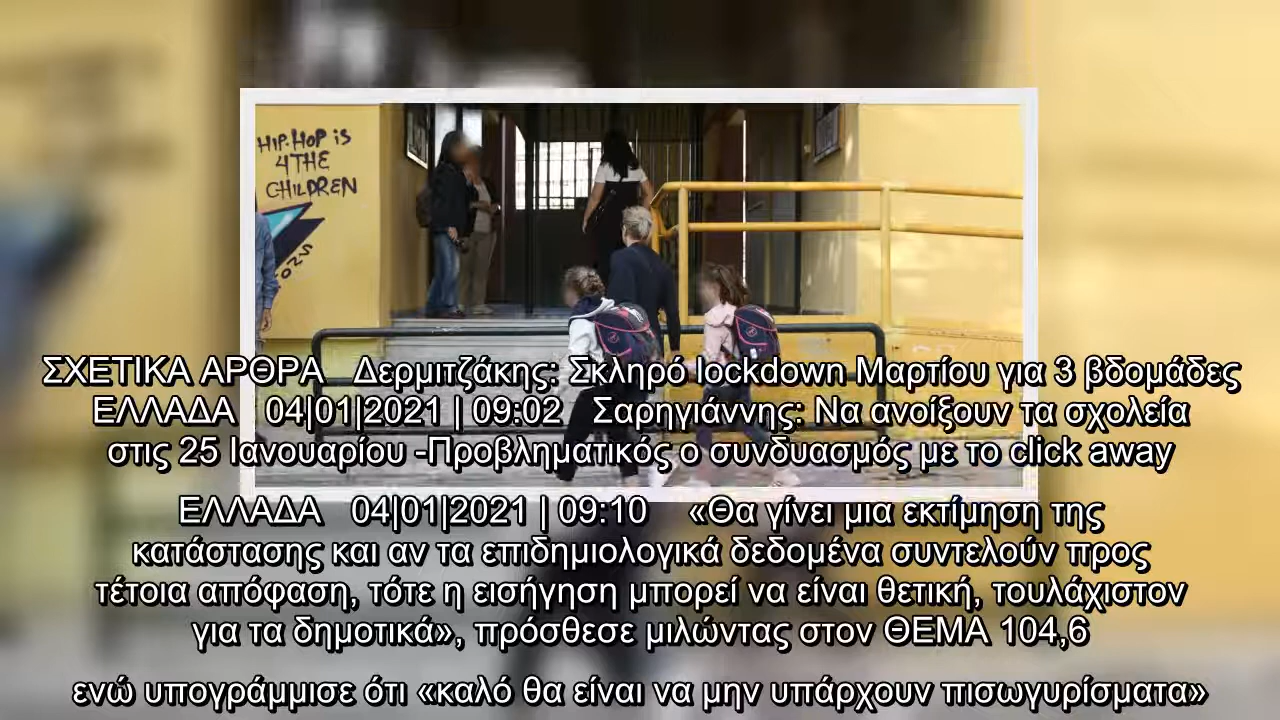 HIP-HOP IS
4 THE
CHILDREN
ΣΧΕΤΙΚΑ ΑΡΘΡΑ Δερμιτζάκης: Σκληρό lockdown Μαρτίου για 3 βδομάδες
ΕΛΛΑΔΑ 04|01|2021 | 09:02 Σαρηγιάννης: Να ανοίξουν τα σχολεία
στις 25 Ιανουαρίου -Προβληματικός ο συνδυασμός με το click away
ΕΛΛΑΔΑ 04|01|2021 | 09:10 «Θα γίνει μια εκτίμηση της
κατάστασης και αν τα επιδημιολογικά δεδομένα συντελούν προς
τέτοια απόφαση, τότε η εισήγηση μπορεί να είναι θετική, τουλάχιστον
για τα δημοτικά», πρόσθεσε μιλώντας στον ΘΕΜΑ 104,6
ενώ υπογράμμισε ότι «καλό θα είναι να μην υπάρχουν πισωγυρίσματα»